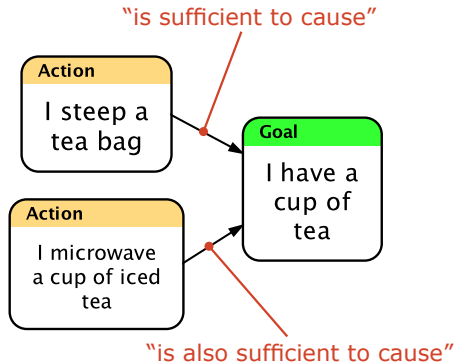 “is sufficient to cause”
Action
I steep a
tea bag
Goal
I have a
cup of
tea
Action
I microwave
a cup of iced
tea
“is also sufficient to cause”